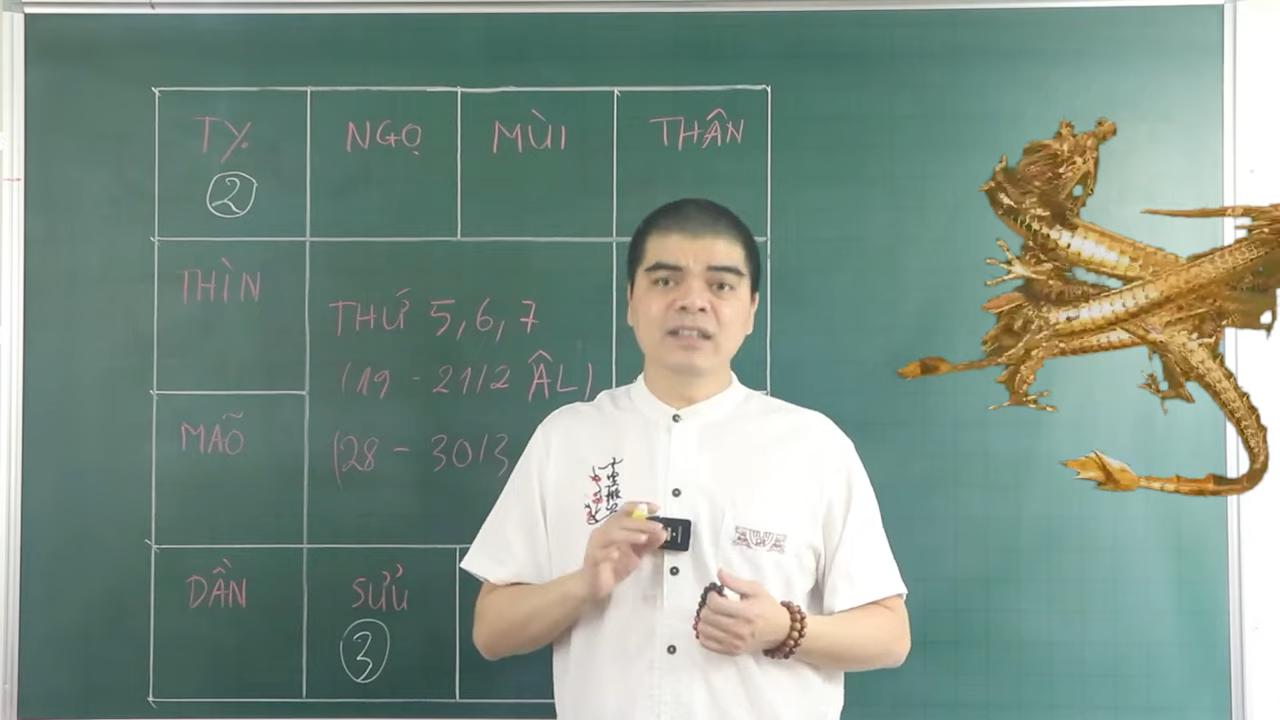 TỴ
2
NGỌ
MÙI
THÂN
THÌN
THỨ 5,6,7
(19 - 21/2 ÂL)
MÃO
(28 - 30/3
DẦN
SỬU
3